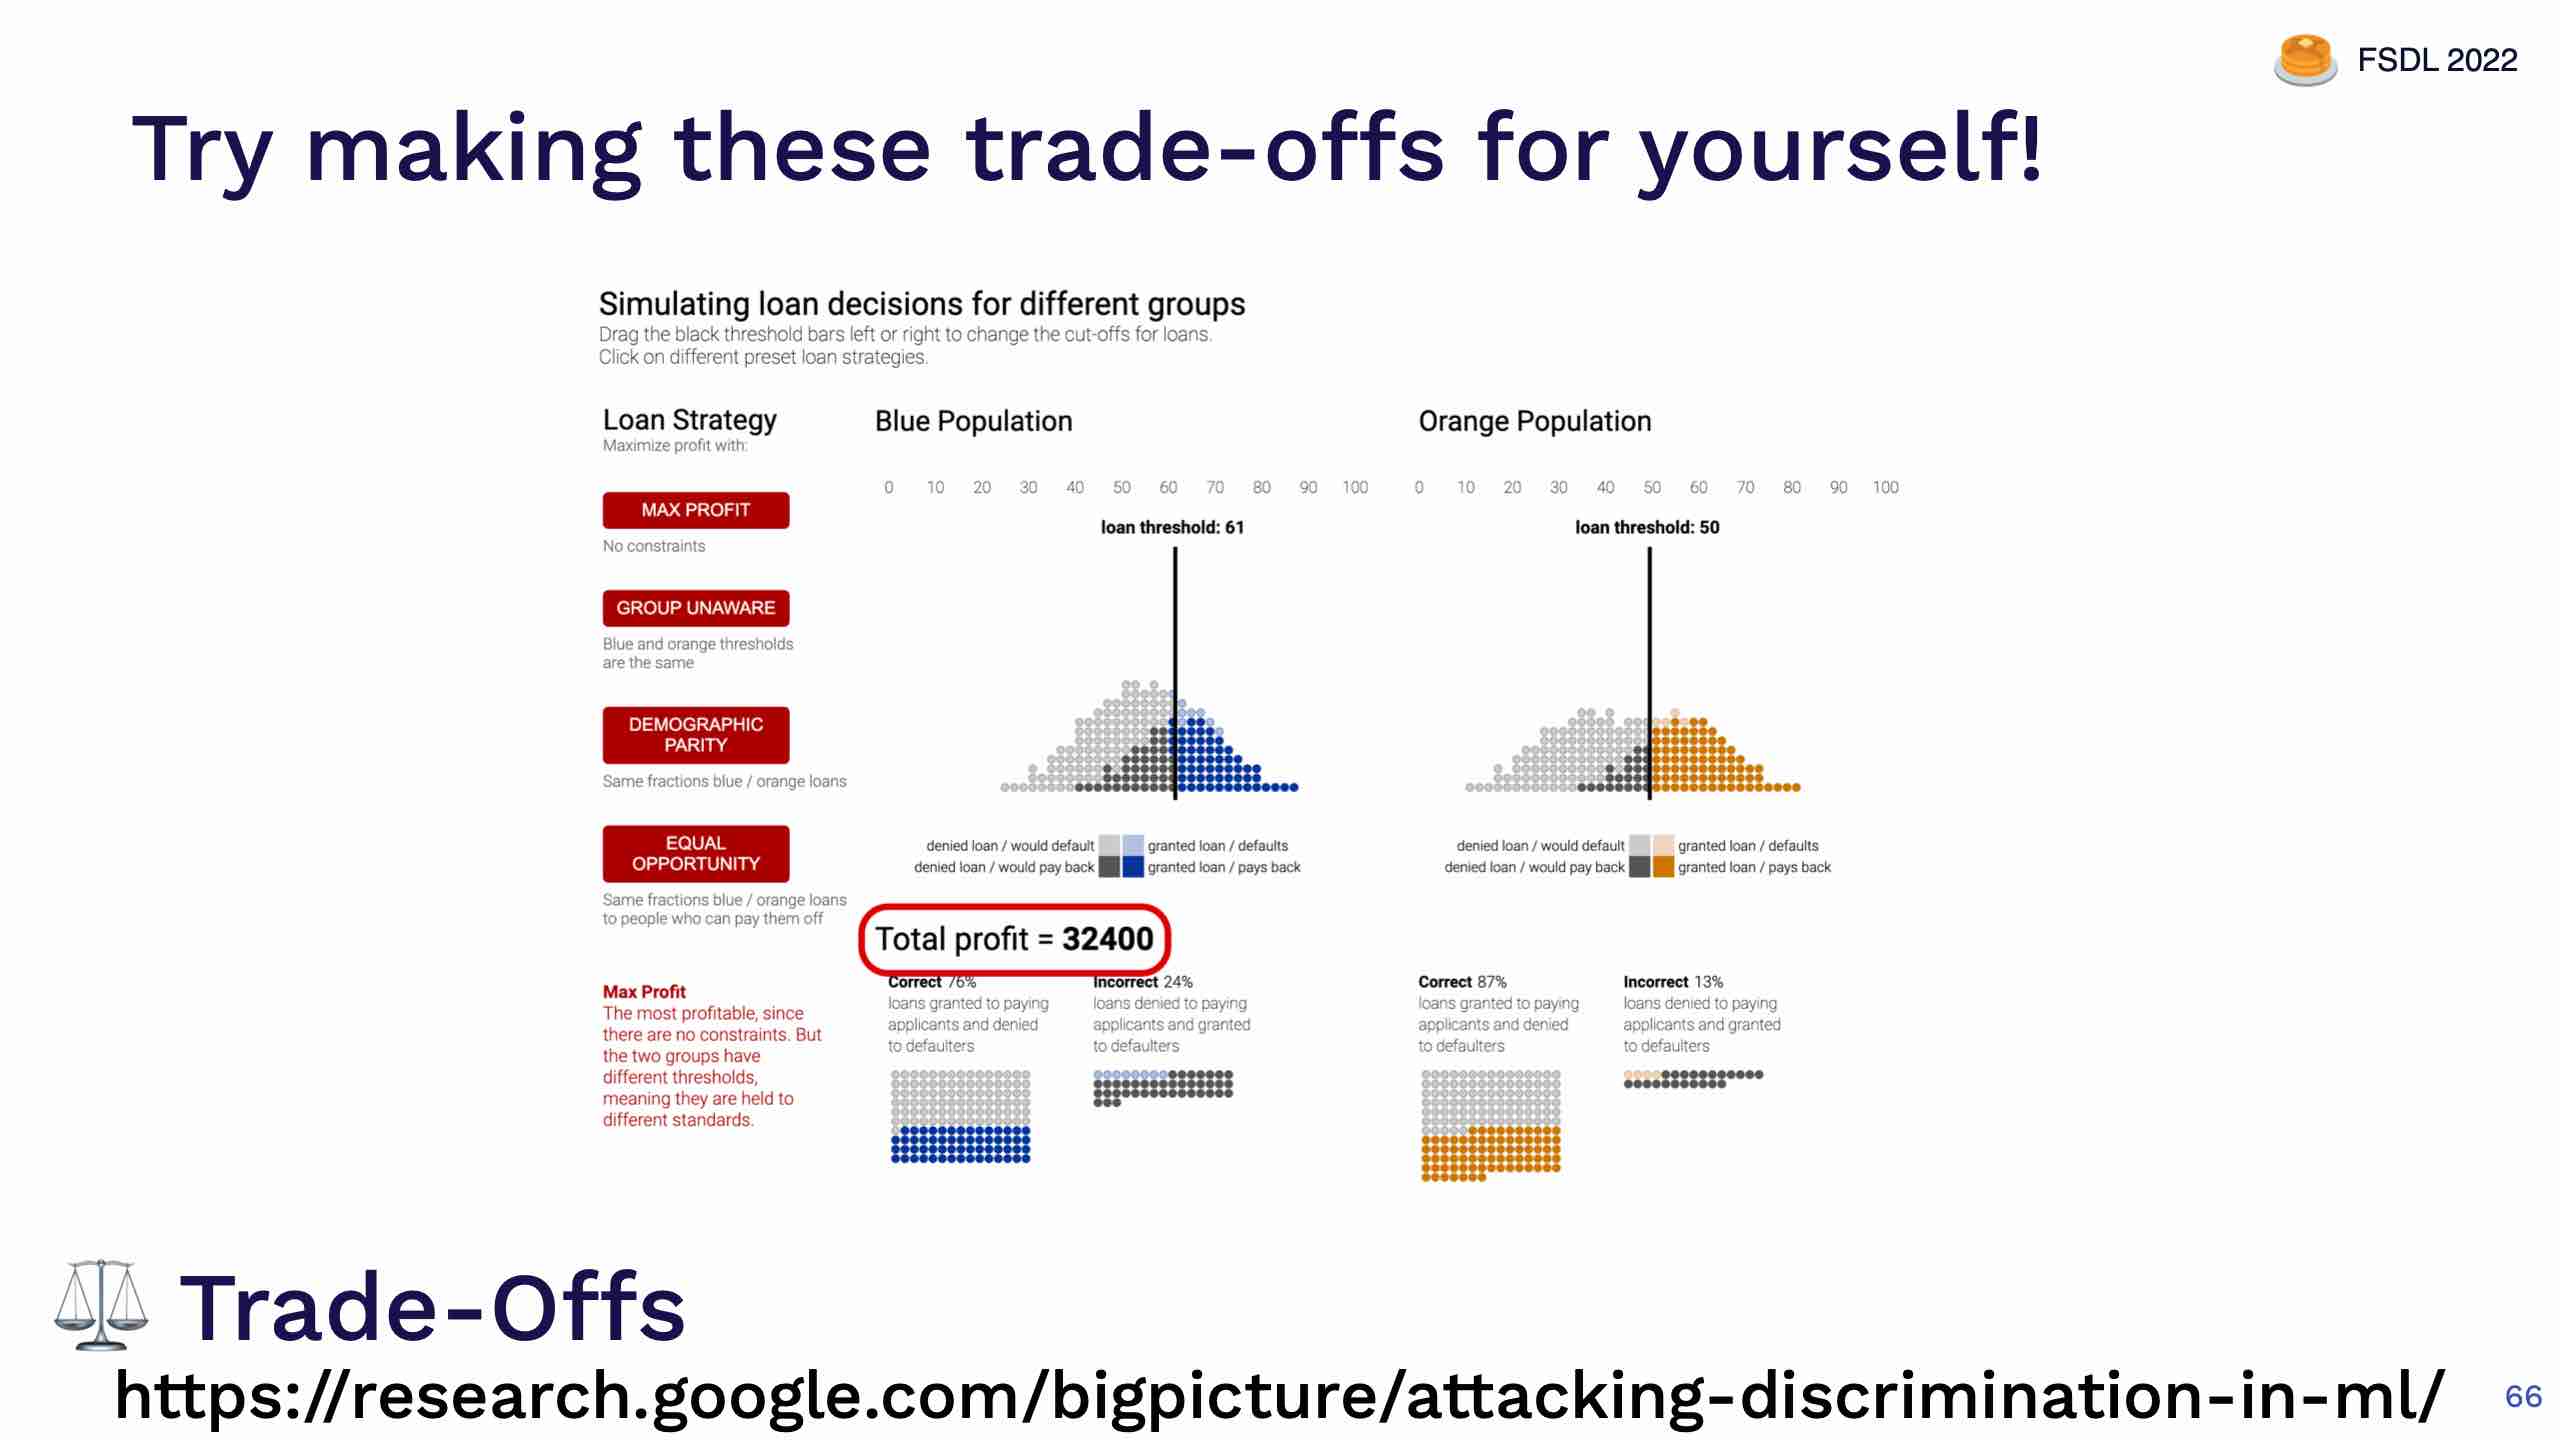 FSDL 2022
Try making these trade-offs for yourself!
Simulating loan decisions for different groups
Drag the black threshold bars left or right to change the cut-offs for loans.
Click on different preset loan strategies.
Loan Strategy
Maximize profit with:
MAX PROFIT
No constraints
GROUP UNAWARE
Blue and orange thresholds
are the same
DEMOGRAPHIC
PARITY
Same fractions blue / orange loans
EQUAL
OPPORTUNITY
Same fractions blue / orange loans
to people who can pay them off
Max Profit
The most profitable, since
there are no constraints. But
the two groups have
different thresholds,
meaning they are held to
different standards.
Blue Population
0 10 20 30 40 50 60 70 80 90 100
loan threshold: 61
denied loan / would default
granted loan / defaults
denied loan / would pay back
granted loan / pays back
Total profit = 32400
Correct 76%
loans granted to paying
applicants and denied
to defaulters
Incorrect 24%
loans denied to paying
applicants and granted
to defaulters
Orange Population
0 10 20 30 40 50 60 70 80 90 100
loan threshold: 50
denied loan / would default
granted loan / defaults
denied loan / would pay back
granted loan / pays back
Correct 87%
loans granted to paying
applicants and denied
to defaulters
Incorrect 13%
loans denied to paying
applicants and granted
to defaulters
Trade-Offs
https://research.google.com/bigpicture/attacking-discrimination-in-ml/
66